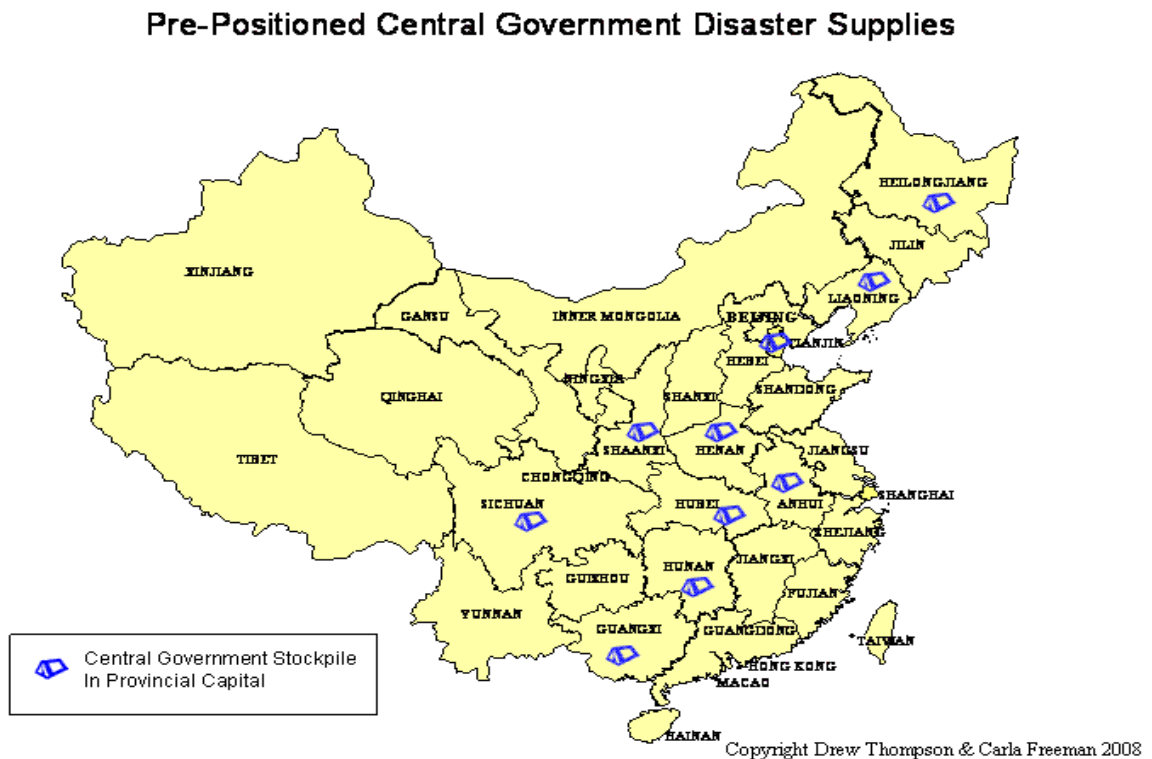 Pre-Positioned Central Government Disaster Supplies
HEILONGJIANG
JILIN
XINJIANG
LIAONING
GANSU
INNER MONGOLIA
BEIJING
TIANJIN
HEBEI
NINGXIA
SHANDONG
QINGHAI
SHANXI
SHAANXI
HENAN
JIANGSU
TIBET
CHONGQING
SICHUAN
HUBEI
ANHUI
SHANGHAI
ZHEJIANG
JIANGXI
HUNAN
GUIZHOU
FUJIAN
YUNNAN
GUANGXI
GUANGDONG
TAIWAN
HONG KONG
MACAO
HAINAN
Central Government Stockpile
In Provincial Capital
Copyright Drew Thompson & Carla Freeman 2008